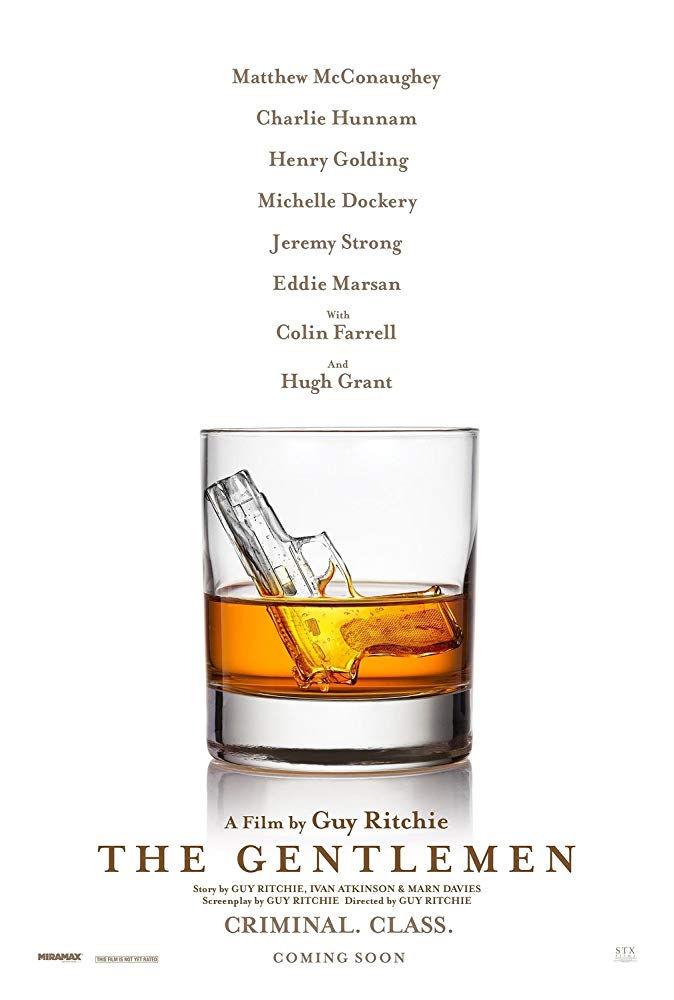 Matthew McConaughey
Charlie Hunnam
Henry Golding
Michelle Dockery
Jeremy Strong
Eddie Marsan
With
Colin Farrell
And
Hugh Grant
A Film by Guy Ritchie
THE GENTLEMEN
Story by GUY RITCHIE, IVAN ATKINSON & MARN DAVIES
Screenplay by GUY RITCHIE Directed by GUY RITCHIE
CRIMINAL. CLASS.
MIRAMAX
THIS FILM IS NOT YET RATED
COMING SOON
STX
FILMS